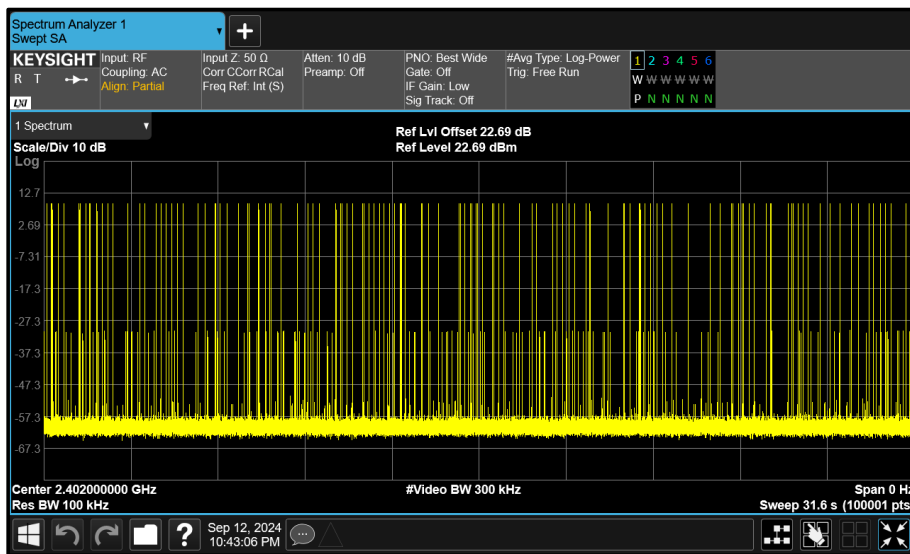 Spectrum Analyzer 1
Swept SA
+
KEYSIGHT
R T
LXI
Input: RF
Coupling: AC
Align: Partial
Input Z: 50 Ω
Corr CCorr RCal
Freq Ref: Int (S)
Atten: 10 dB
Preamp: Off
PNO: Best Wide
Gate: Off
IF Gain: Low
Sig Track: Off
#Avg Type: Log-Power
Trig: Free Run
1 2 3 4 5 6
W W W W W W
P N N N N N
1 Spectrum
Scale/Div 10 dB
Ref Lvl Offset 22.69 dB
Ref Level 22.69 dBm
Log
12.7
2.69
-7.31
-17.3
-27.3
-37.3
-47.3
-57.3
-67.3
Center 2.402000000 GHz
#Video BW 300 kHz
Span 0 Hz
Res BW 100 kHz
Sweep 31.6 s (100001 pts
?
Sep 12, 2024
10:43:06 PM